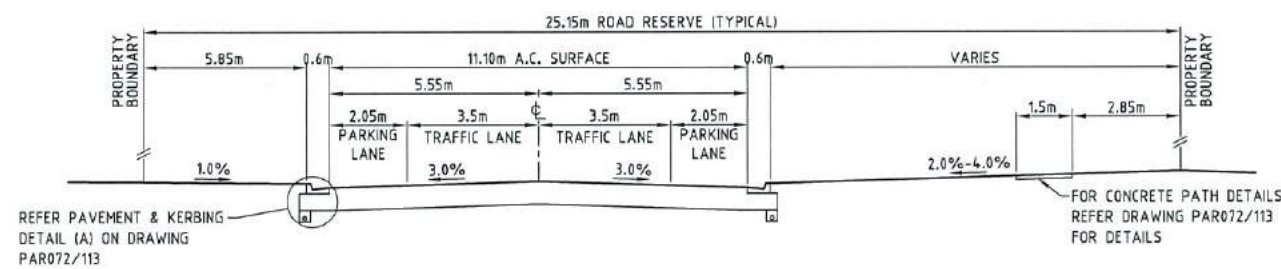 25.15m ROAD RESERVE (TYPICAL)
PROPERTY
BOUNDARY
5.85m
0.6m
11.10m A.C. SURFACE
0.6m
VARIES
PROPERTY
BOUNDARY
5.55m
5.55m
2.05m
PARKING
LANE
3.5m
TRAFFIC LANE
℄
3.5m
TRAFFIC LANE
2.05m
PARKING
LANE
1.5m
2.85m
1.0%
3.0%
3.0%
2.0%-4.0%
REFER PAVEMENT & KERBING
DETAIL (A) ON DRAWING
PAR072/113
FOR CONCRETE PATH DETAILS
REFER DRAWING PAR072/113
FOR DETAILS